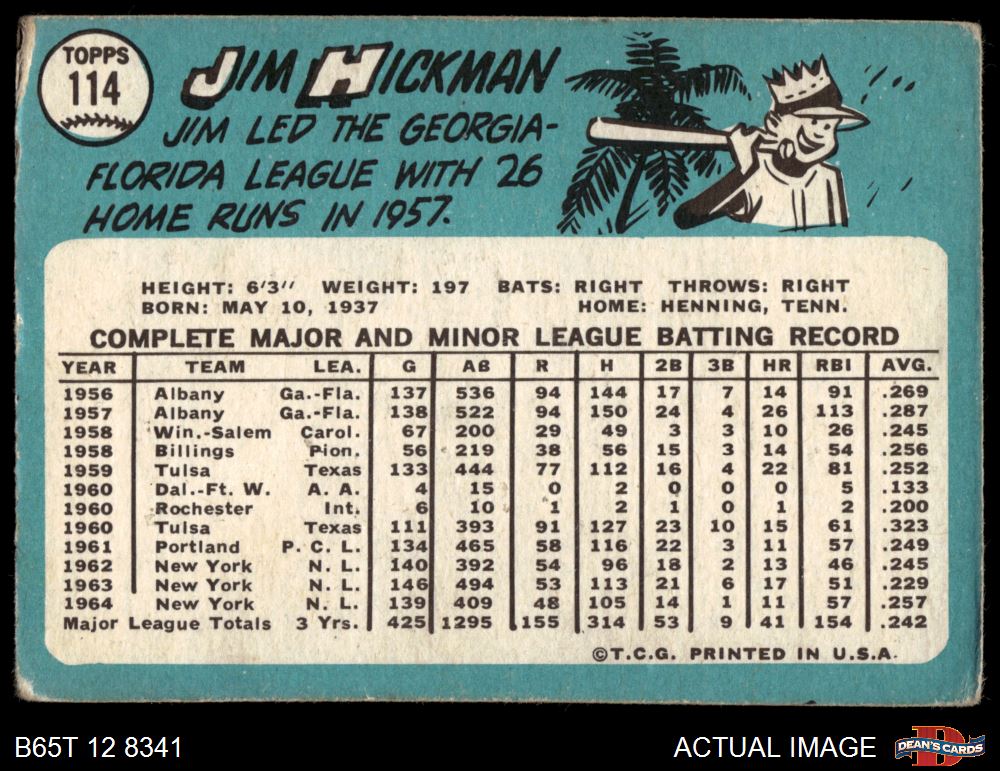 TOPPS
114
JIM HICKMAN
JIM LED THE GEORGIA-
FLORIDA LEAGUE WITH 26
HOME RUNS IN 1957.
HEIGHT: 6'3" WEIGHT: 197 BATS: RIGHT THROWS: RIGHT
BORN: MAY 10, 1937 HOME: HENNING, TENN.
COMPLETE MAJOR AND MINOR LEAGUE BATTING RECORD
YEAR TEAM LEA. G AB R H 2B 3B HR RBI AVG.
1956 Albany Ga.-Fla. 137 536 94 144 17 7 14 91 .269
1957 Albany Ga.-Fla. 138 522 94 150 24 4 26 113 .287
1958 Win.-Salem Carol. 67 200 29 49 3 3 10 26 .245
1958 Billings Pion. 56 219 38 56 15 3 14 54 .256
1959 Tulsa Texas 133 444 77 112 16 4 22 81 .252
1960 Dal.-Ft. W. A. A. 4 15 0 2 0 0 0 5 .133
1960 Rochester Int. 6 10 1 2 1 0 1 2 .200
1960 Tulsa Texas 111 393 91 127 23 10 15 61 .323
1961 Portland P. C. L. 134 465 58 116 22 3 11 57 .249
1962 New York N. L. 140 392 54 96 18 2 13 46 .245
1963 New York N. L. 146 494 53 113 21 6 17 51 .229
1964 New York N. L. 139 409 48 105 14 1 11 57 .257
Major League Totals 3 Yrs. 425 1295 155 314 53 9 41 154 .242
©T.C.G. PRINTED IN U.S.A.
B65T 12 8341 ACTUAL IMAGE D DEAN'S CARDS